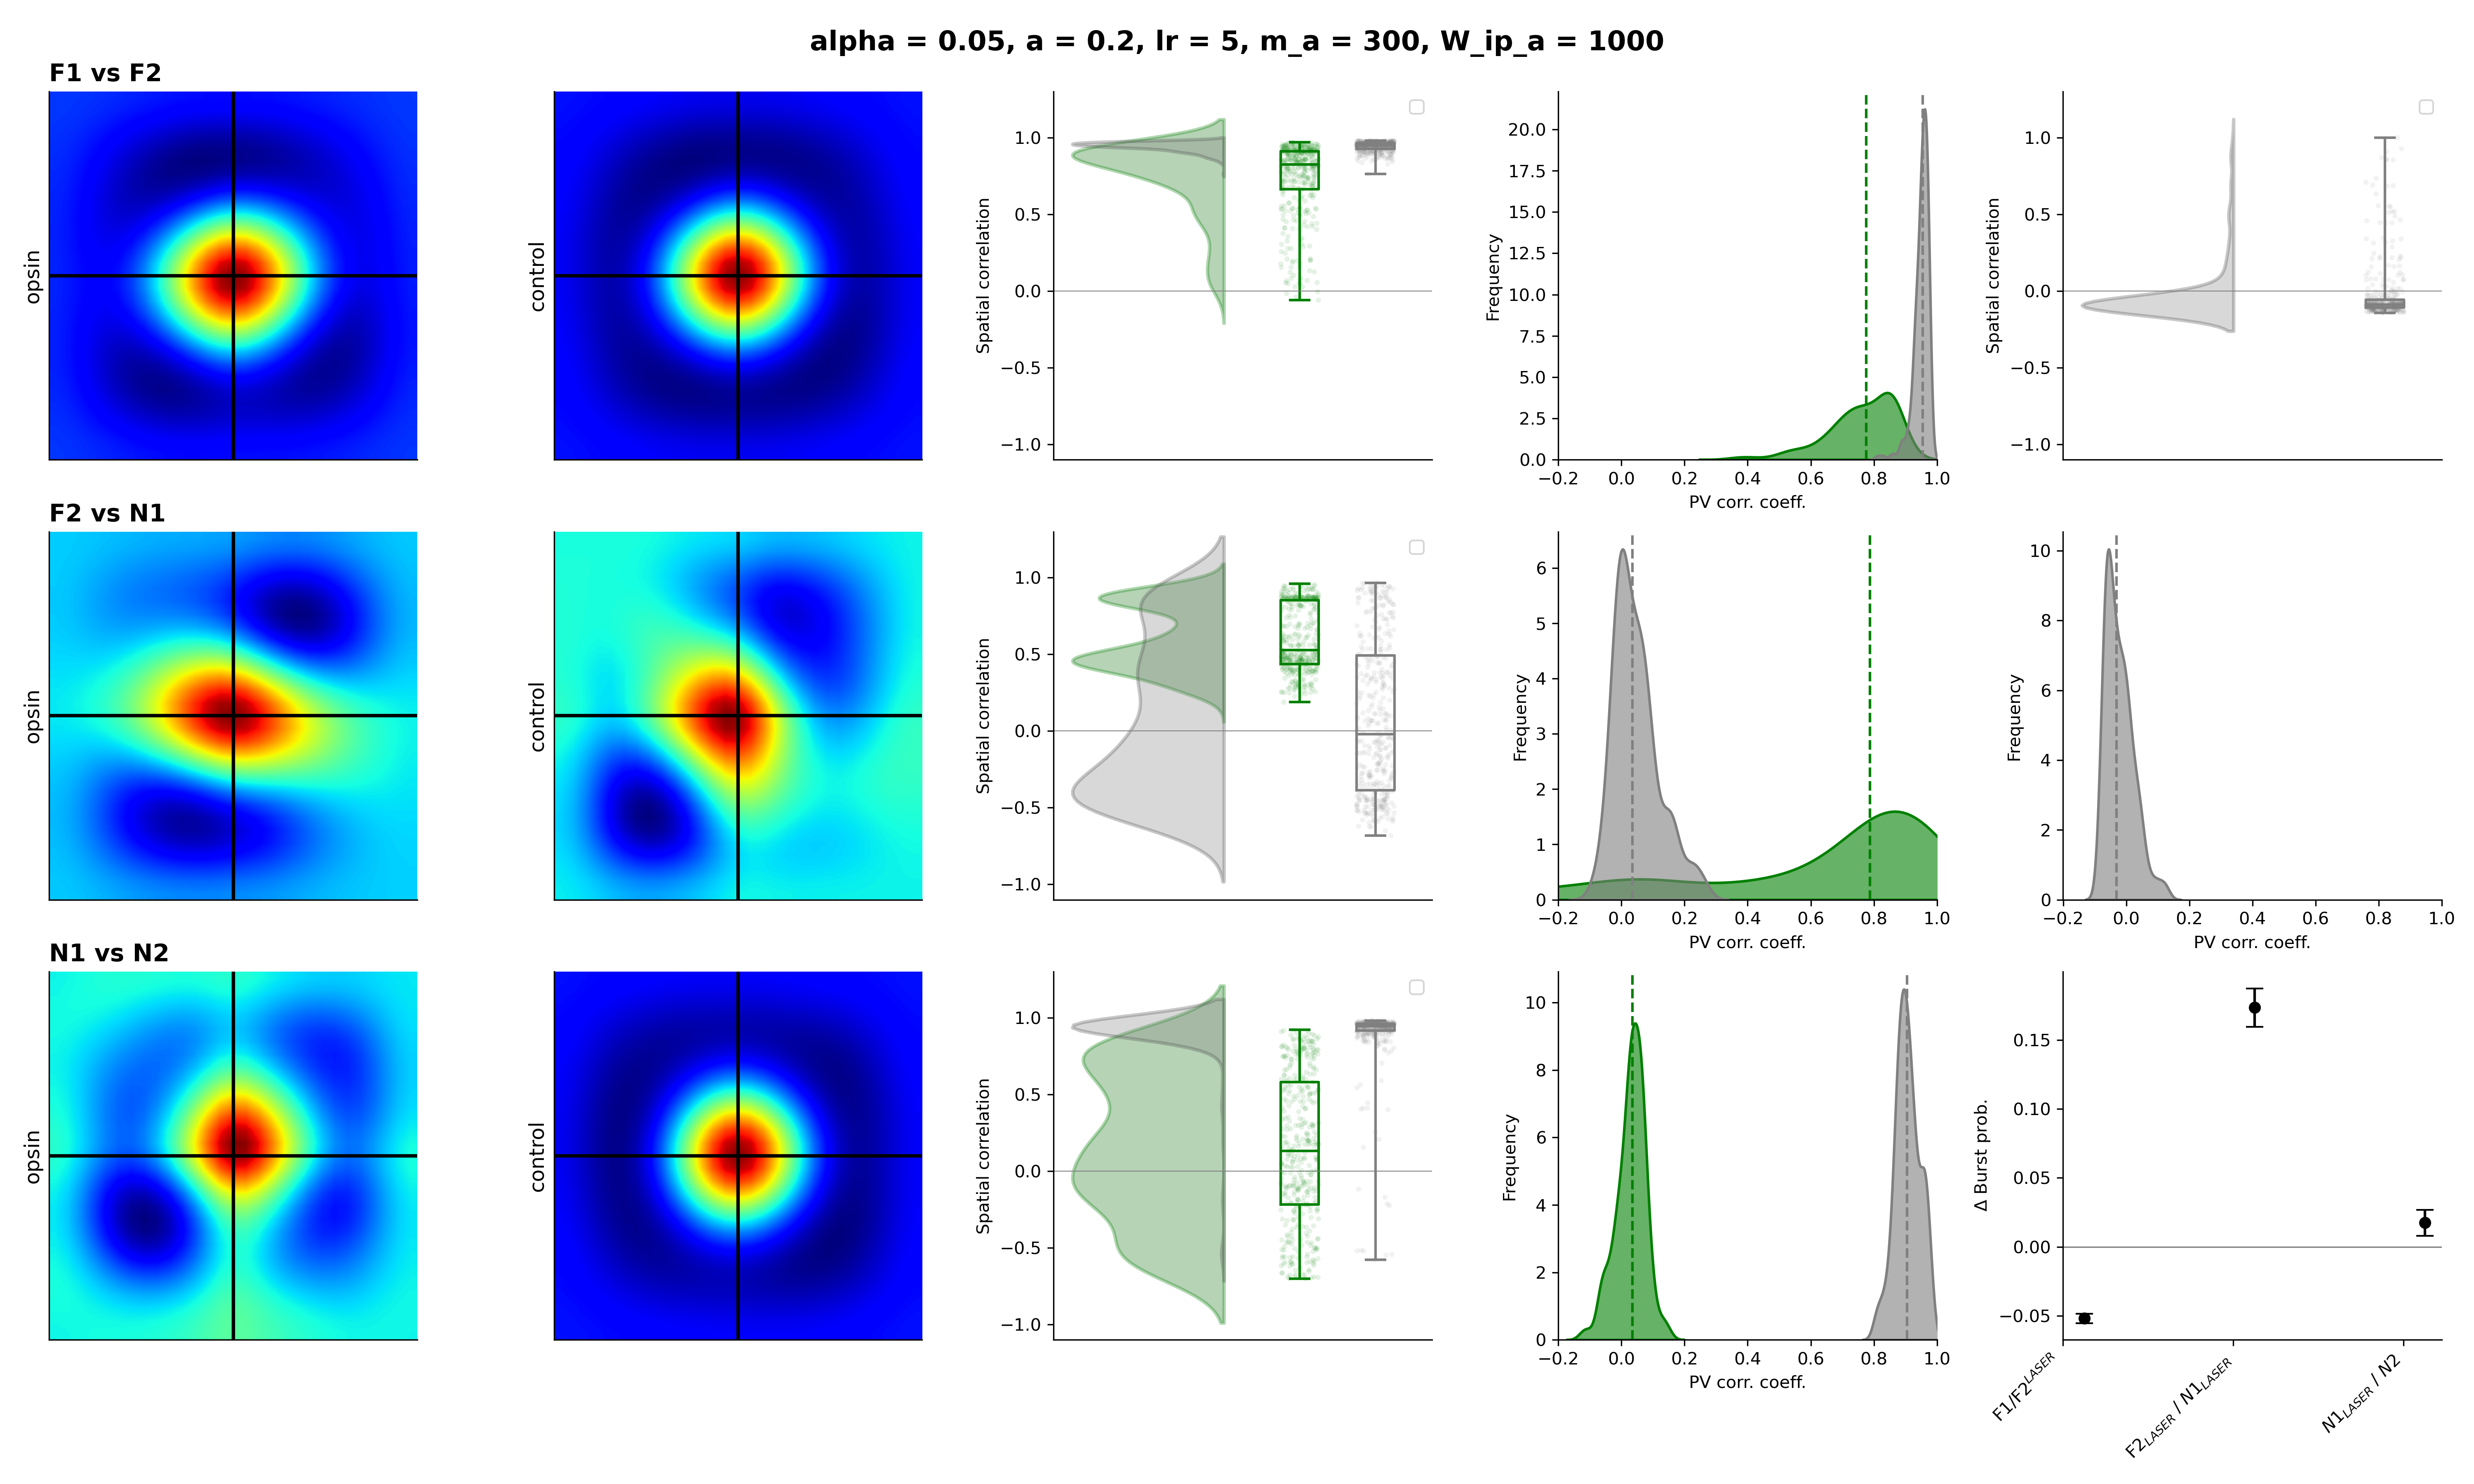 alpha = 0.05, a = 0.2, lr = 5, m_a = 300, W_ip_a = 1000
F1 vs F2
opsin
control
Spatial correlation
1.0
0.5
0.0
−0.5
−1.0
Frequency
20.0
17.5
15.0
12.5
10.0
7.5
5.0
2.5
0.0
−0.2 0.0 0.2 0.4 0.6 0.8 1.0
PV corr. coeff.
Spatial correlation
1.0
0.5
0.0
−0.5
−1.0
F2 vs N1
opsin
control
Spatial correlation
1.0
0.5
0.0
−0.5
−1.0
Frequency
6
5
4
3
2
1
0
−0.2 0.0 0.2 0.4 0.6 0.8 1.0
PV corr. coeff.
Frequency
10
8
6
4
2
0
−0.2 0.0 0.2 0.4 0.6 0.8 1.0
PV corr. coeff.
N1 vs N2
opsin
control
Spatial correlation
1.0
0.5
0.0
−0.5
−1.0
Frequency
10
8
6
4
2
0
−0.2 0.0 0.2 0.4 0.6 0.8 1.0
PV corr. coeff.
Δ Burst prob.
0.15
0.10
0.05
0.00
−0.05
F1/F2^LASER
F2_LASER / N1_LASER
N1_LASER / N2